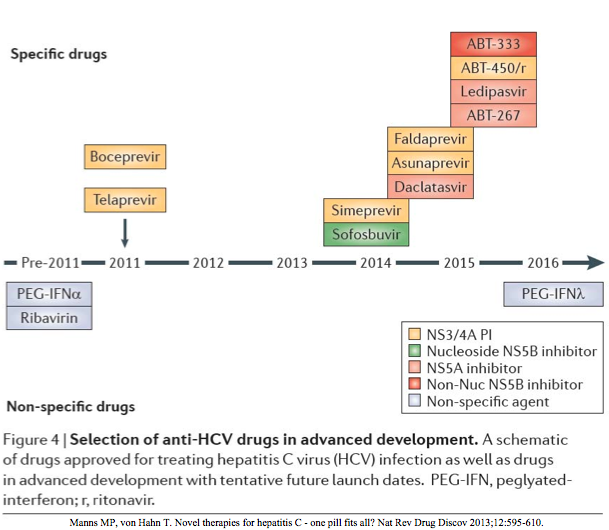 Specific drugs
ABT-333
ABT-450/r
Ledipasvir
ABT-267
Boceprevir
Faldaprevir
Asunaprevir
Daclatasvir
Telaprevir
Simeprevir
Sofosbuvir
Pre-2011 2011 2012 2013 2014 2015 2016
PEG-IFNα
Ribavirin
PEG-IFNλ
NS3/4A PI
Nucleoside NS5B inhibitor
NS5A inhibitor
Non-Nuc NS5B inhibitor
Non-specific agent
Non-specific drugs
Figure 4 | Selection of anti-HCV drugs in advanced development. A schematic
of drugs approved for treating hepatitis C virus (HCV) infection as well as drugs
in advanced development with tentative future launch dates. PEG-IFN, peglyated-
interferon; r, ritonavir.
Manns MP, von Hahn T. Novel therapies for hepatitis C - one pill fits all? Nat Rev Drug Discov 2013;12:595-610.